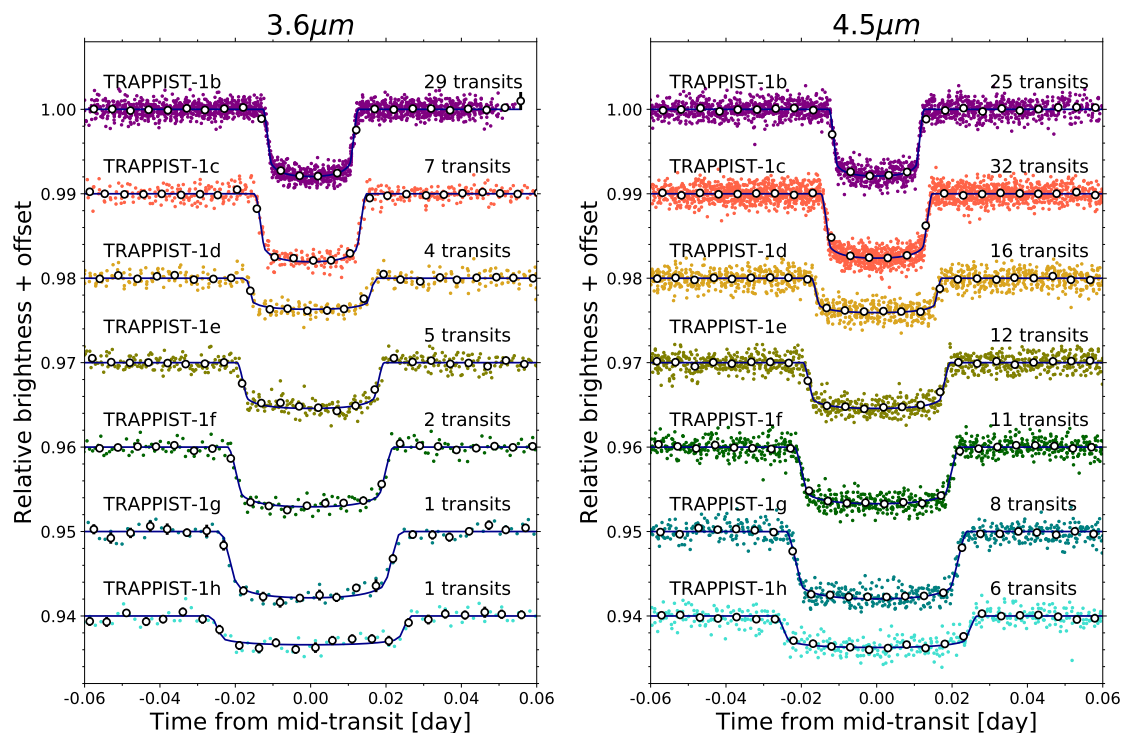 3.6μm
4.5μm
TRAPPIST-1b 29 transits
TRAPPIST-1c 7 transits
TRAPPIST-1d 4 transits
TRAPPIST-1e 5 transits
TRAPPIST-1f 2 transits
TRAPPIST-1g 1 transits
TRAPPIST-1h 1 transits
1.00
0.99
0.98
0.97
0.96
0.95
0.94
Relative brightness + offset
-0.06 -0.04 -0.02 0.00 0.02 0.04 0.06
Time from mid-transit [day]
TRAPPIST-1b 25 transits
TRAPPIST-1c 32 transits
TRAPPIST-1d 16 transits
TRAPPIST-1e 12 transits
TRAPPIST-1f 11 transits
TRAPPIST-1g 8 transits
TRAPPIST-1h 6 transits
1.00
0.99
0.98
0.97
0.96
0.95
0.94
Relative brightness + offset
-0.06 -0.04 -0.02 0.00 0.02 0.04 0.06
Time from mid-transit [day]